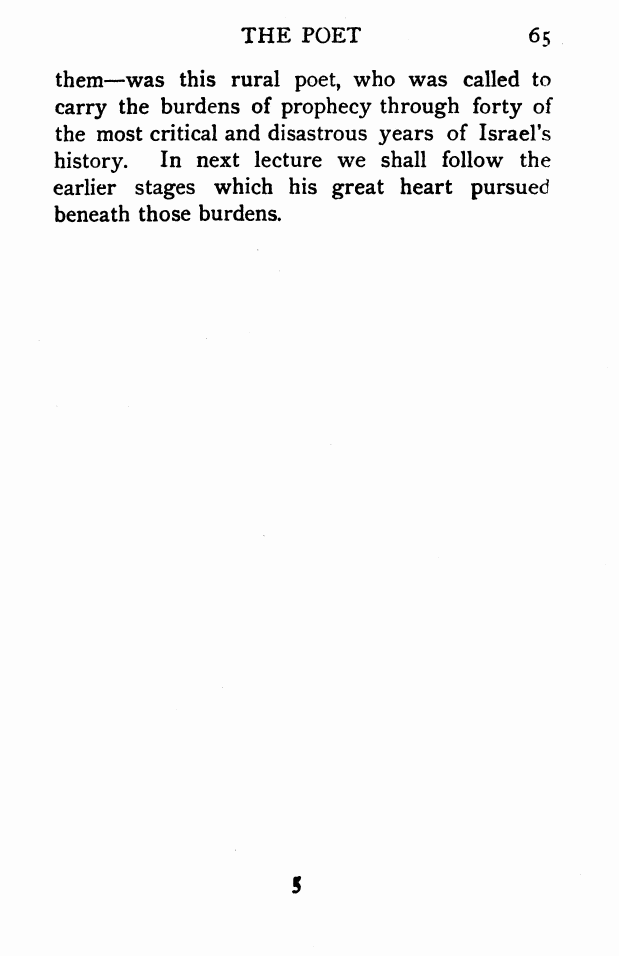 THE POET 65
them—was this rural poet, who was called to
carry the burdens of prophecy through forty of
the most critical and disastrous years of Israel's
history. In next lecture we shall follow the
earlier stages which his great heart pursued
beneath those burdens.
5